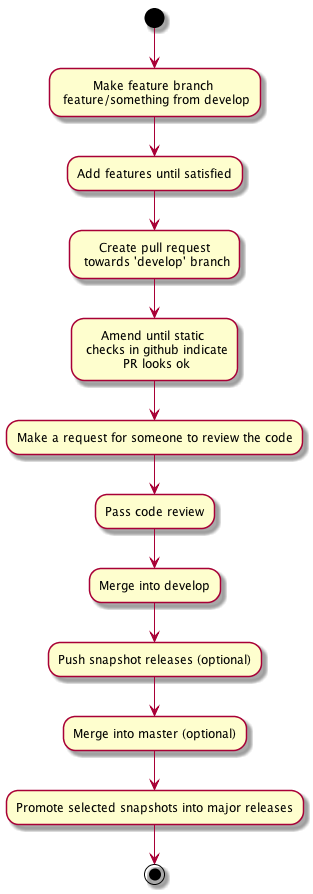 Make feature branch
feature/something from develop
Add features until satisfied
Create pull request
towards 'develop' branch
Amend until static
checks in github indicate
PR looks ok
Make a request for someone to review the code
Pass code review
Merge into develop
Push snapshot releases (optional)
Merge into master (optional)
Promote selected snapshots into major releases